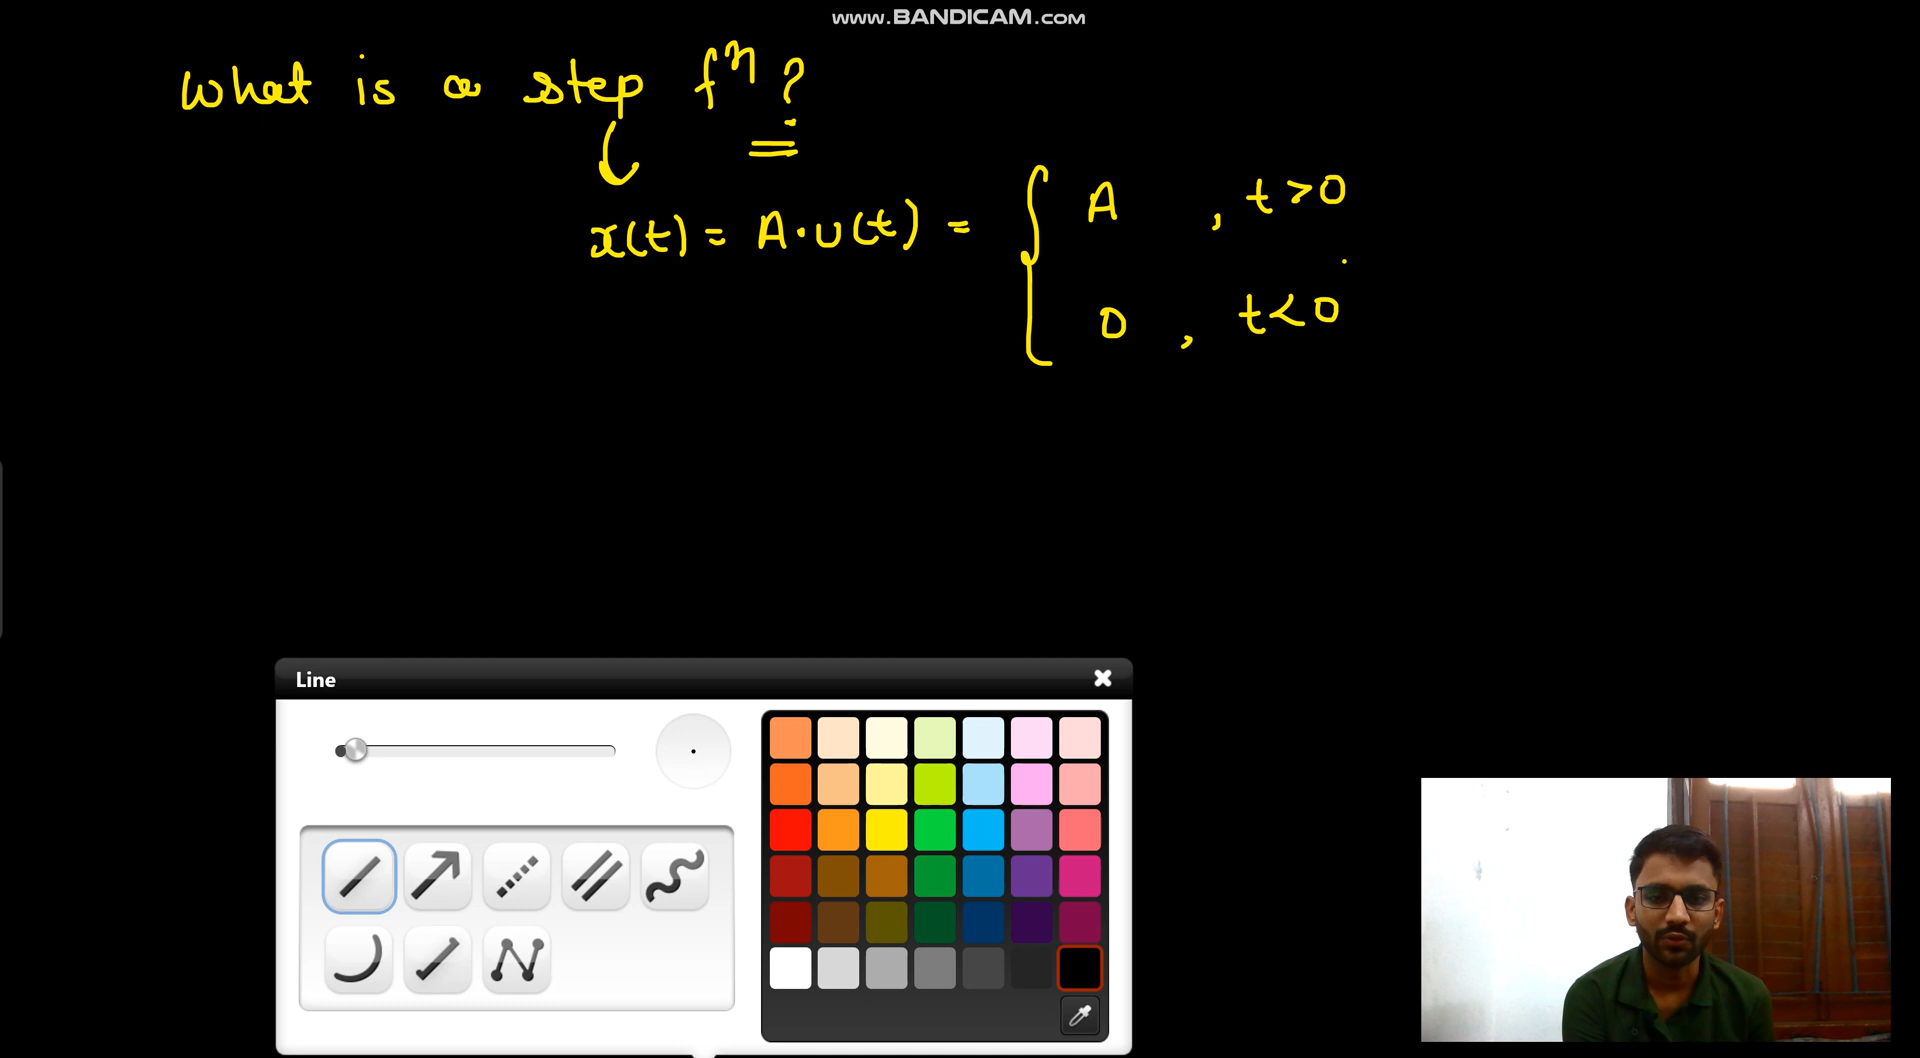 www.BANDICAM.com
What is a step fⁿ ?
x(t) = A·u(t) = { A , t>0
0 , t<0
Line